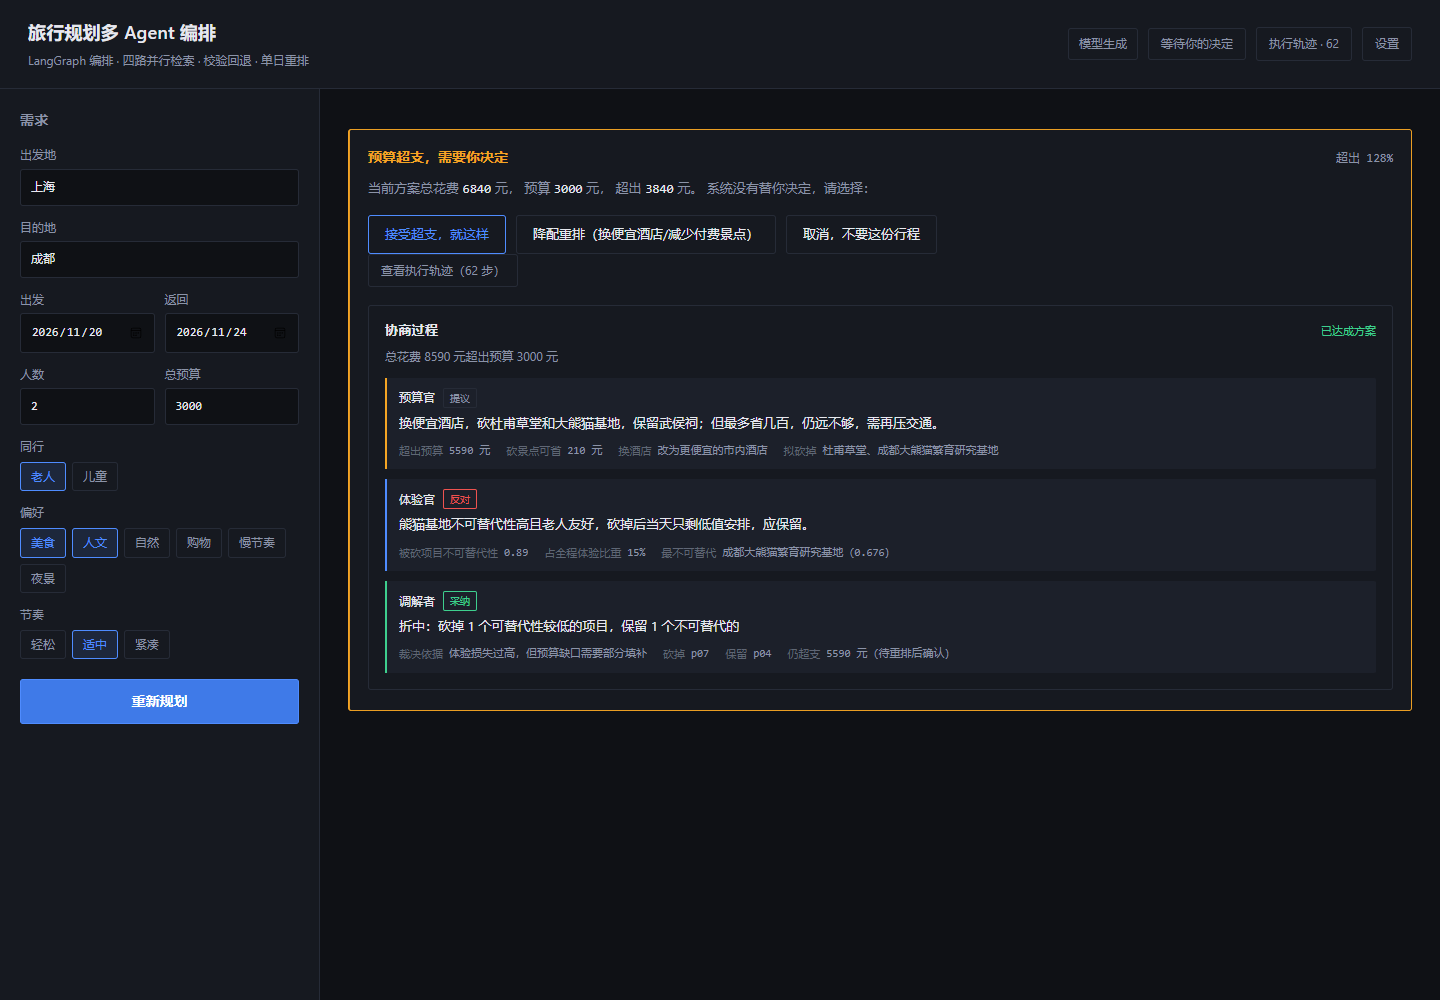 旅行规划多 Agent 编排
LangGraph 编排 · 四路并行检索 · 校验回退 · 单日重排
模型生成
等待你的决定
执行轨迹 · 62
设置
需求
出发地
上海
目的地
成都
出发
返回
2026/11/20
2026/11/24
人数
总预算
2
3000
同行
老人
儿童
偏好
美食
人文
自然
购物
慢节奏
夜景
节奏
轻松
适中
紧凑
重新规划
预算超支，需要你决定
超出 128%
当前方案总花费 6840 元， 预算 3000 元， 超出 3840 元。 系统没有替你决定，请选择：
接受超支，就这样
降配重排（换便宜酒店/减少付费景点）
取消，不要这份行程
查看执行轨迹（62 步）
协商过程
已达成方案
总花费 8590 元超出预算 3000 元
预算官 提议
换便宜酒店，砍杜甫草堂和大熊猫基地，保留武侯祠；但最多省几百，仍远不够，需再压交通。
超出预算 5590 元 砍景点可省 210 元 换酒店 改为更便宜的市内酒店 拟砍掉 杜甫草堂、成都大熊猫繁育研究基地
体验官 反对
熊猫基地不可替代性高且老人友好，砍掉后当天只剩低值安排，应保留。
被砍项目不可替代性 0.89 占全程体验比重 15% 最不可替代 成都大熊猫繁育研究基地（0.676）
调解者 采纳
折中：砍掉 1 个可替代性较低的项目，保留 1 个不可替代的
裁决依据 体验损失过高，但预算缺口需要部分填补 砍掉 p07 保留 p04 仍超支 5590 元（待重排后确认）